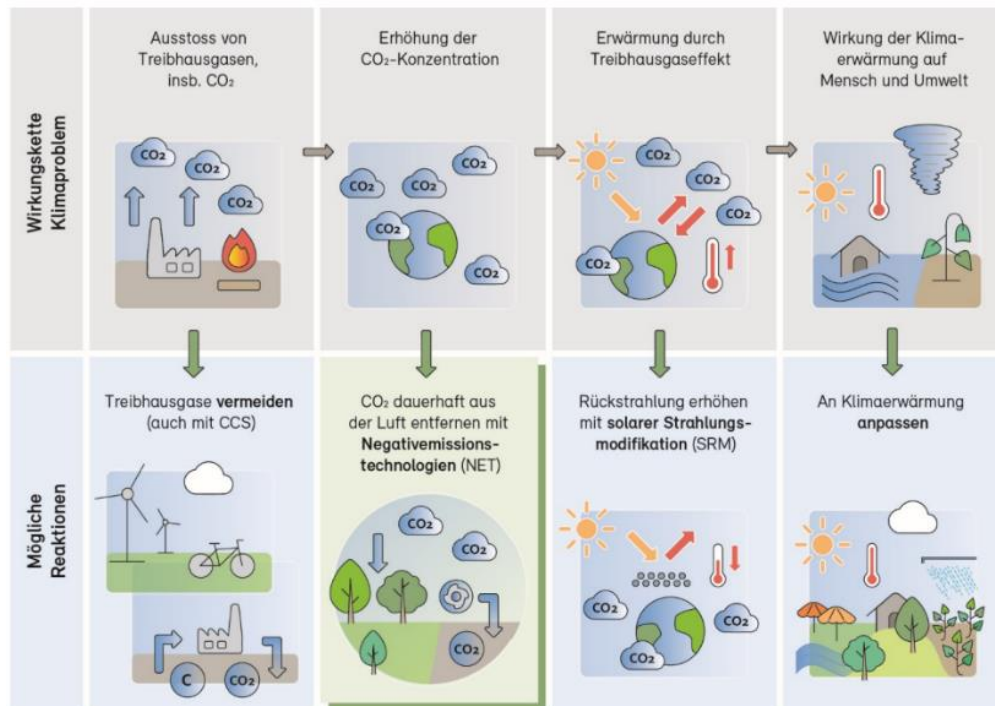 Wirkungskette
Klimaproblem
Ausstoss von
Treibhausgasen,
insb. CO₂
CO₂
CO₂
CO₂
Erhöhung der
CO₂-Konzentration
CO₂
CO₂
CO₂
CO₂
CO₂
Erwärmung durch
Treibhausgaseffekt
CO₂
CO₂
CO₂
CO₂
Wirkung der Klima-
erwärmung auf
Mensch und Umwelt
Mögliche
Reaktionen
Treibhausgase vermeiden
(auch mit CCS)
C
CO₂
CO₂ dauerhaft aus
der Luft entfernen mit
Negativemissions-
technologien (NET)
CO₂
CO₂
CO₂
Rückstrahlung erhöhen
mit solarer Strahlungs-
modifikation (SRM)
CO₂
CO₂
CO₂
An Klimaerwärmung
anpassen